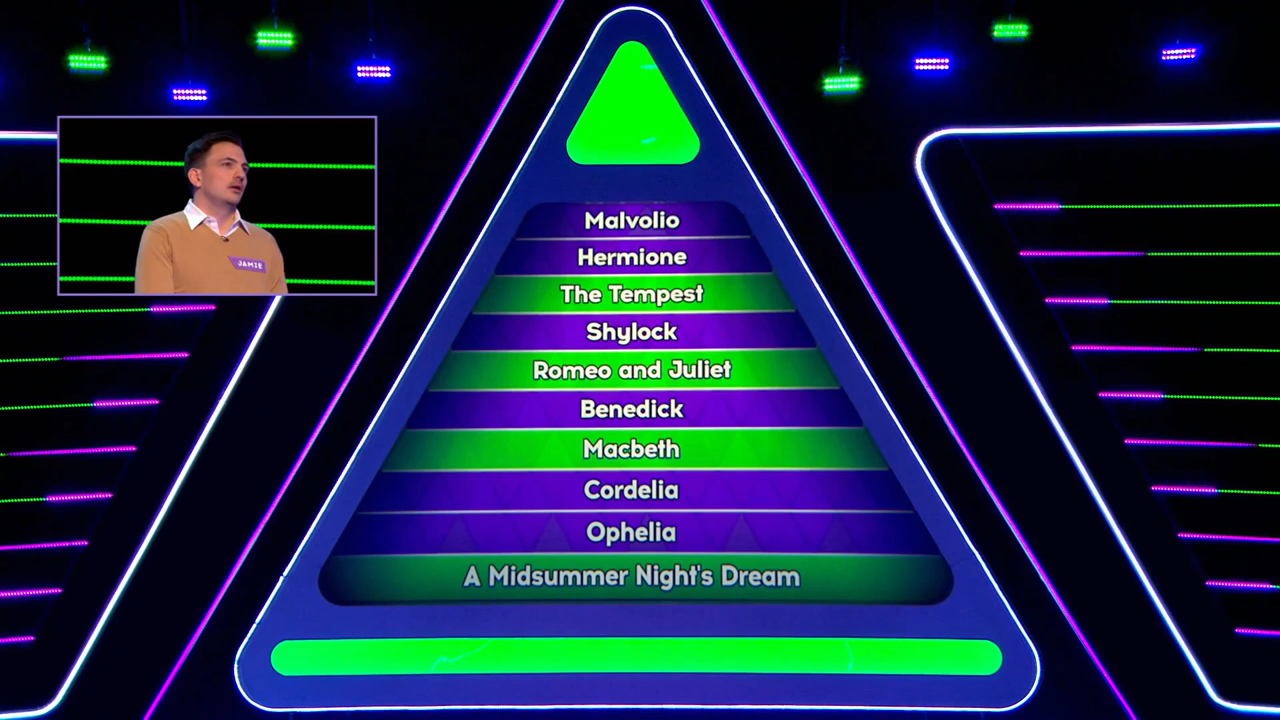 JAMIE
Malvolio
Hermione
The Tempest
Shylock
Romeo and Juliet
Benedick
Macbeth
Cordelia
Ophelia
A Midsummer Night's Dream